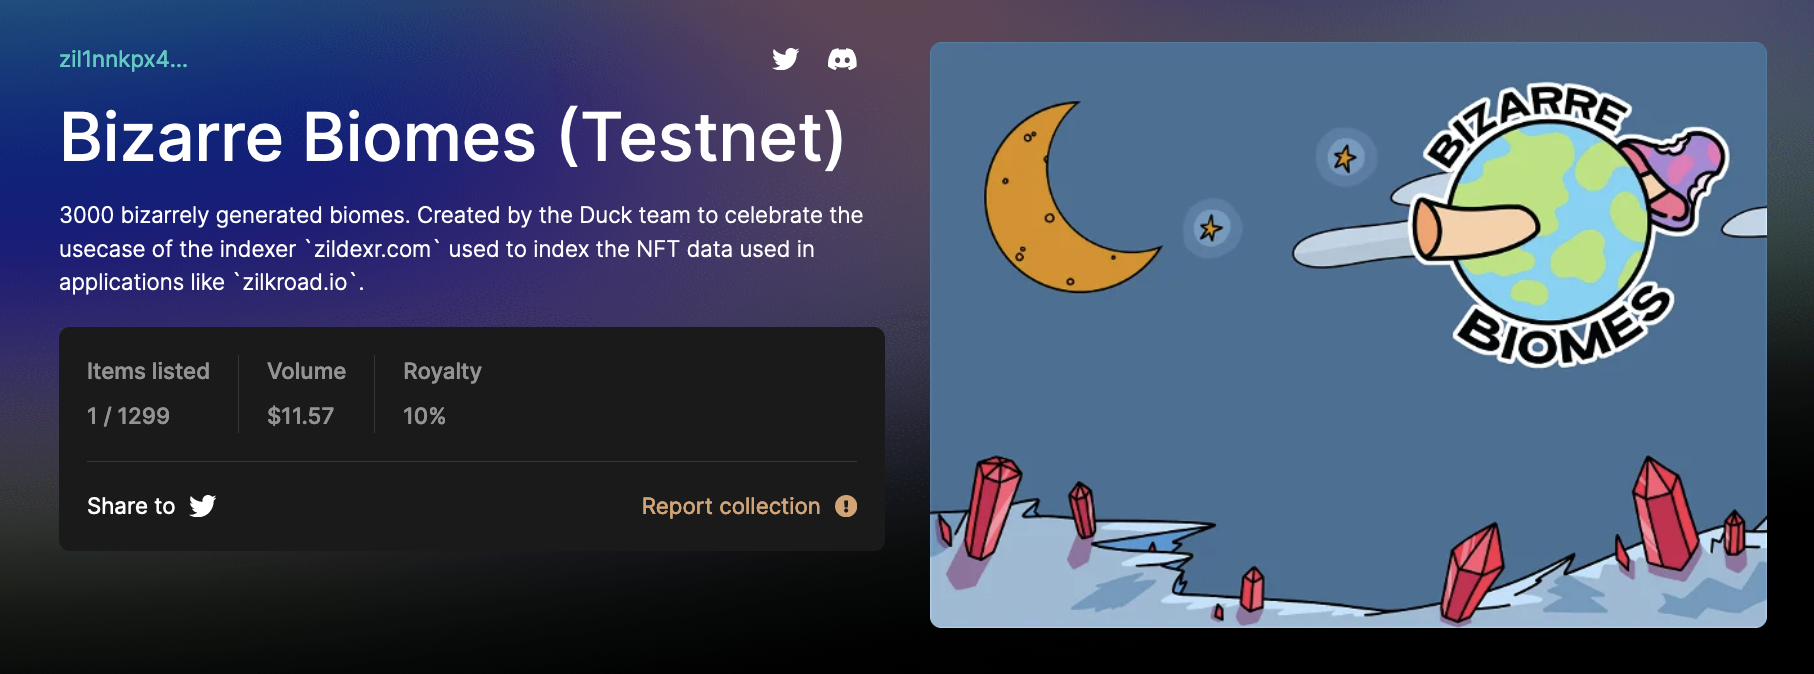 zil1nnkpx4...
Bizarre Biomes (Testnet)
3000 bizarrely generated biomes. Created by the Duck team to celebrate the
usecase of the indexer `zildexr.com` used to index the NFT data used in
applications like `zilkroad.io`.
Items listed
1 / 1299
Volume
$11.57
Royalty
10%
Share to
Report collection
BIZARRE
BIOMES